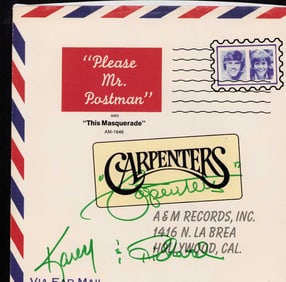 "Please
Mr.
Postman"
AND
"This Masquerade"
AM-1646
CARPENTERS
"Carpenters"
A & M RECORDS, INC.
1416 N. LA BREA
HOLLYWOOD, CAL.
Karen & Richard
VIA AIR MAIL